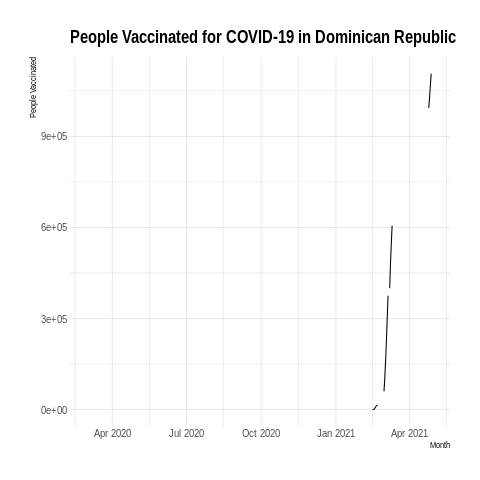 People Vaccinated for COVID-19 in Dominican Republic
People Vaccinated
9e+05
6e+05
3e+05
0e+00
Apr 2020 Jul 2020 Oct 2020 Jan 2021 Apr 2021
Month